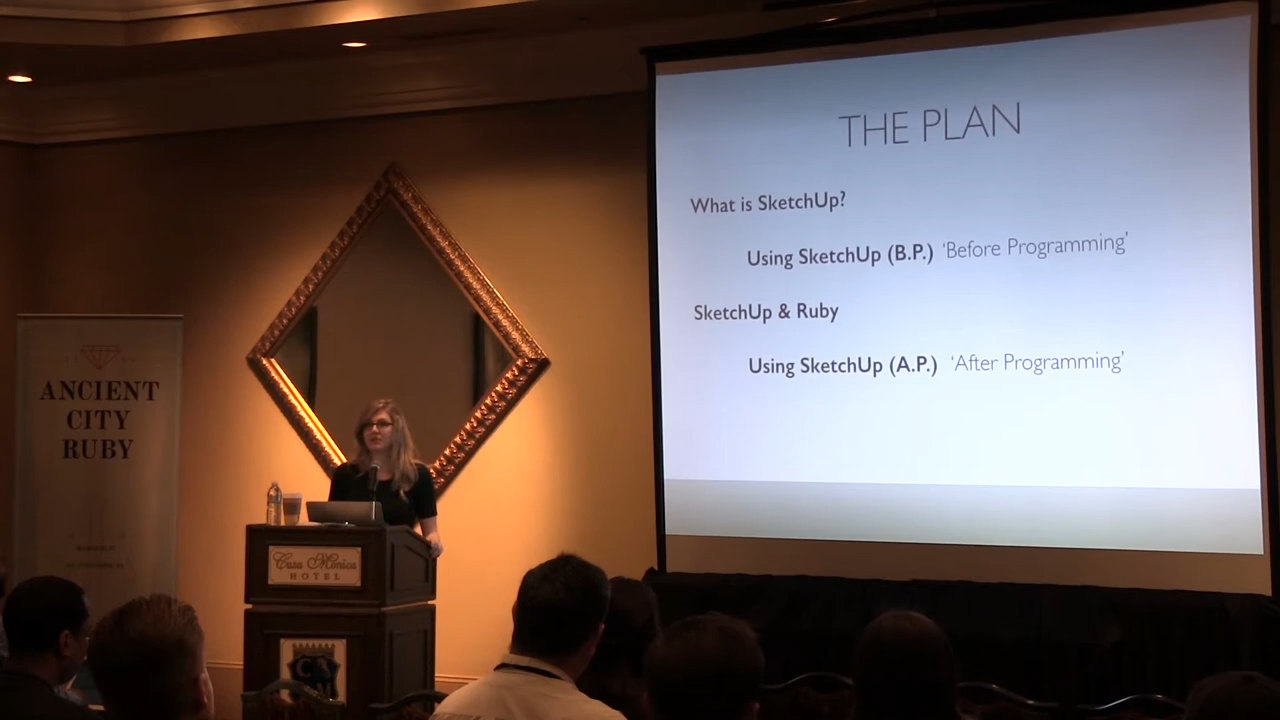 THE PLAN
What is SketchUp?
Using SketchUp (B.P.) ‘Before Programming’
SketchUp & Ruby
Using SketchUp (A.P.) ‘After Programming’
ANCIENT
CITY
RUBY
Casa Monica
HOTEL